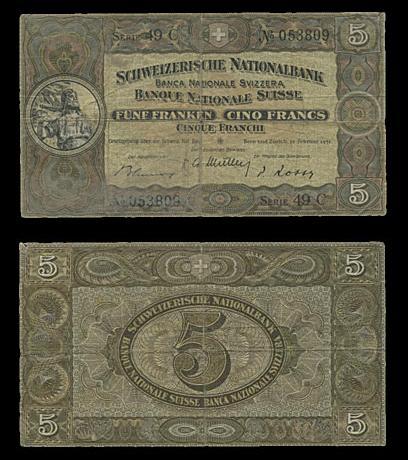 SERIE 49 C
No 053809
5
SCHWEIZERISCHE NATIONALBANK
BANCA NAZIONALE SVIZZERA
BANQUE NATIONALE SUISSE
FÜNF FRANKEN CINQ FRANCS
CINQUE FRANCHI
No 053809
SERIE 49 C
5
5
5
SCHWEIZERISCHE NATIONALBANK
5
BANQUE NATIONALE SUISSE BANCA NAZIONALE SVIZZERA
5
5